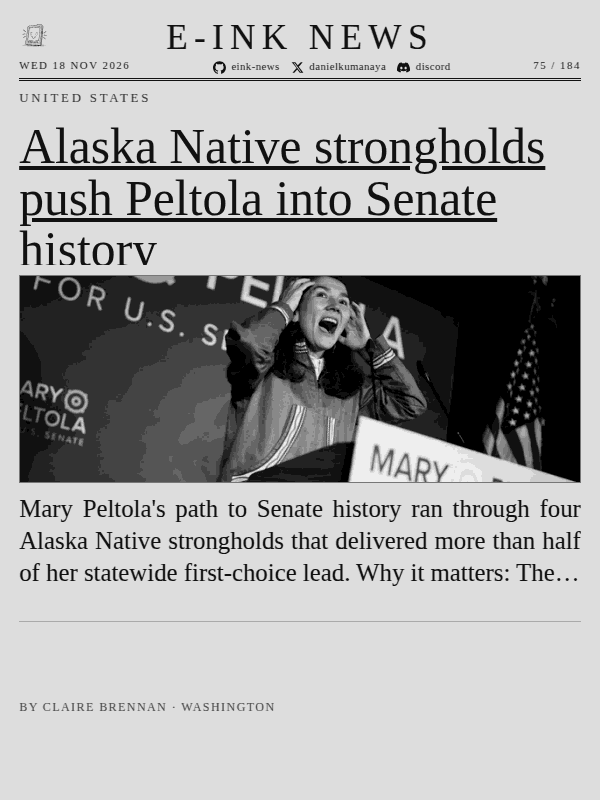 E-INK NEWS
WED 18 NOV 2026
eink-news danielkumanaya discord
75 / 184
UNITED STATES
Alaska Native strongholds
push Peltola into Senate
history
PELTOLA
FOR U.S. SE
ARY
ELTOLA
U.S. SENATE
MARY
Mary Peltola's path to Senate history ran through four
Alaska Native strongholds that delivered more than half
of her statewide first-choice lead. Why it matters: The…
BY CLAIRE BRENNAN · WASHINGTON